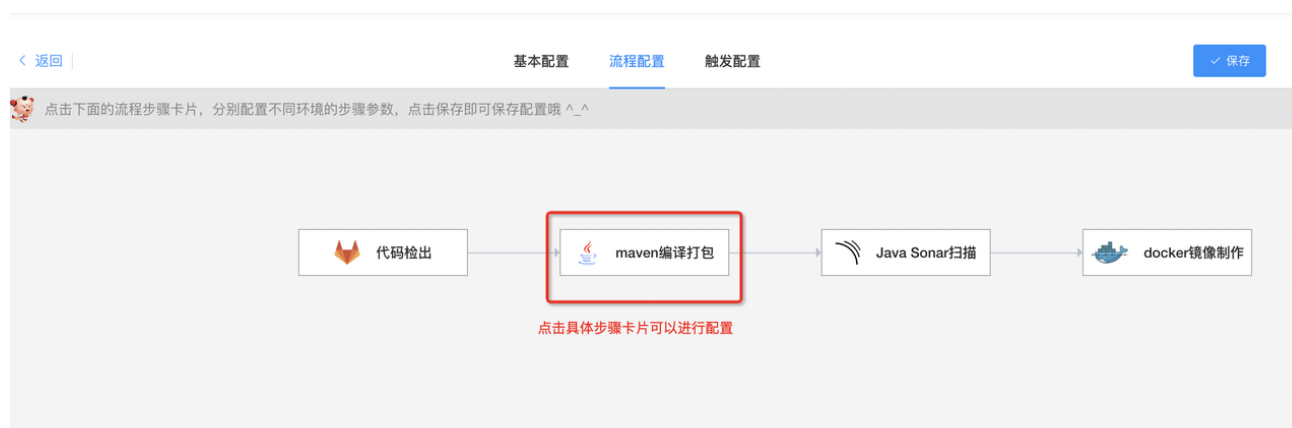 返回
基本配置 流程配置 触发配置
保存
点击下面的流程步骤卡片，分别配置不同环境的步骤参数，点击保存即可保存配置哦 ^_^
代码检出
maven编译打包
Java Sonar扫描
docker镜像制作
点击具体步骤卡片可以进行配置